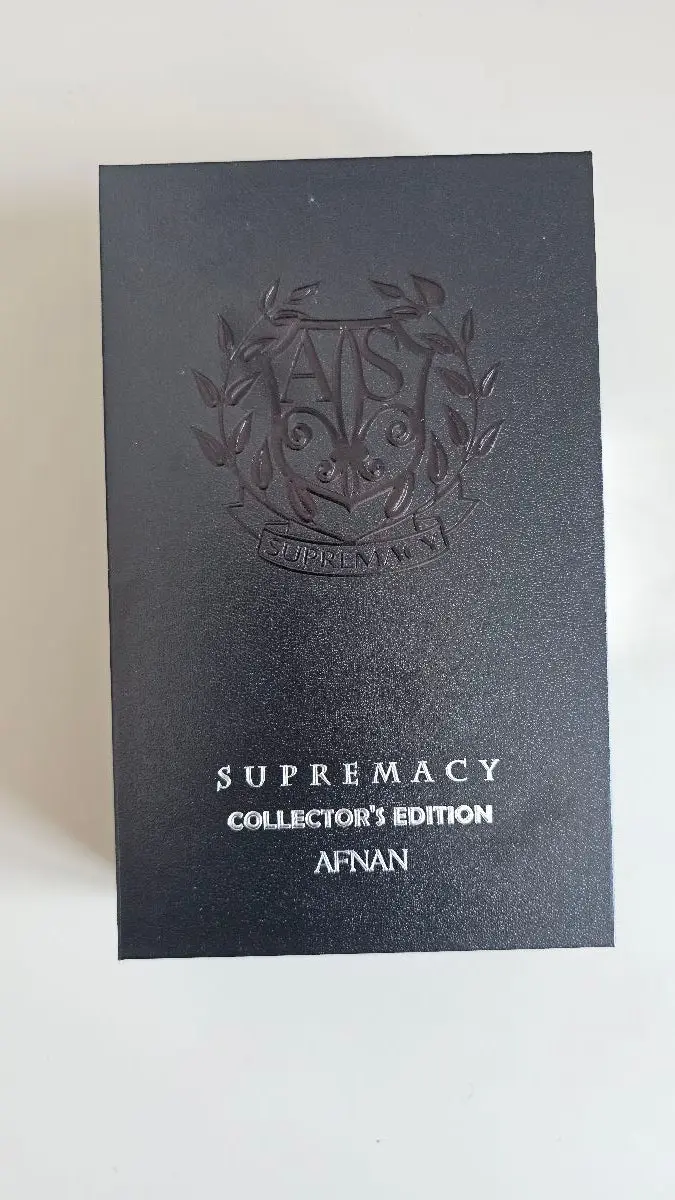 AS
SUPREMACY
SUPREMACY
COLLECTOR'S EDITION
AFNAN